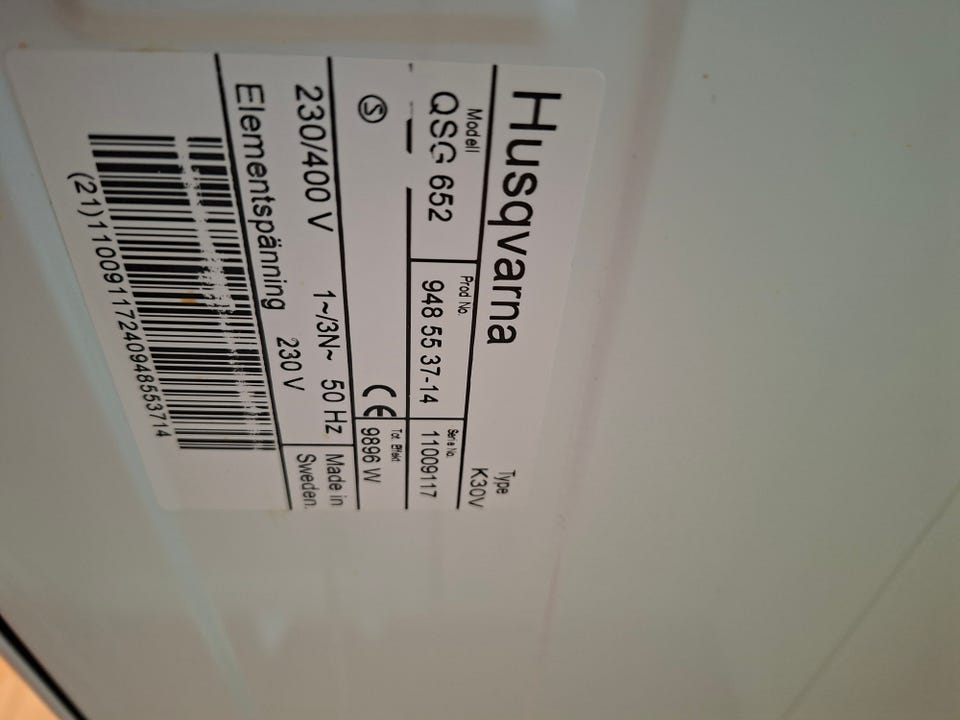 Husqvarna
Type
K30V
Modell
QSG 652
Prod No.
948 55 37-14
Serie No.
11009117
S
CE
Tot. Effekt
9896 W
230/400 V 1~/3N~ 50 Hz
Made in
Sweden.
Elementspänning 230 V
(21)11009117240948553714